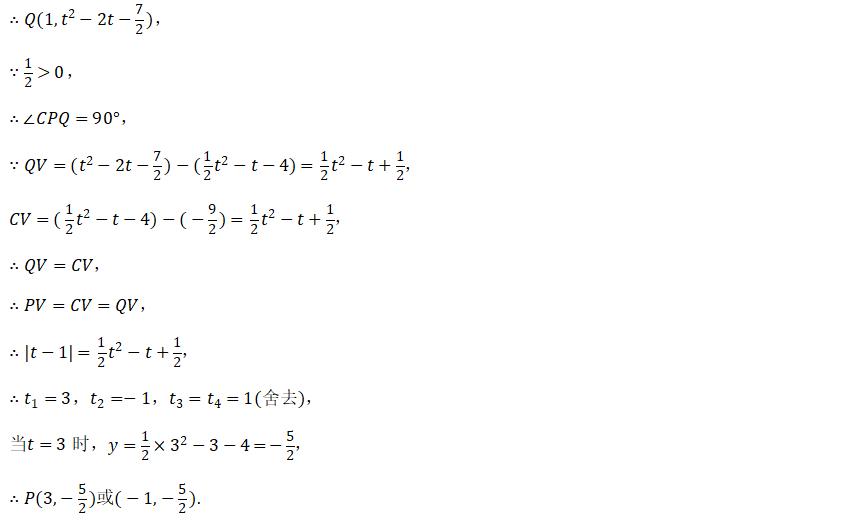 ∴ Q(1, t² − 2t − 7/2),
∵ 1/2 > 0,
∴ ∠CPQ = 90°,
∵ QV = (t² − 2t − 7/2) − (1/2t² − t − 4) = 1/2t² − t + 1/2,
CV = (1/2t² − t − 4) − ( − 9/2) = 1/2t² − t + 1/2,
∴ QV = CV,
∴ PV = CV = QV,
∴ |t − 1| = 1/2t² − t + 1/2,
∴ t₁ = 3, t₂ = − 1, t₃ = t₄ = 1(舍去),
当t = 3 时, y = 1/2 × 3² − 3 − 4 = − 5/2,
∴ P(3, − 5/2)或( − 1, − 5/2).